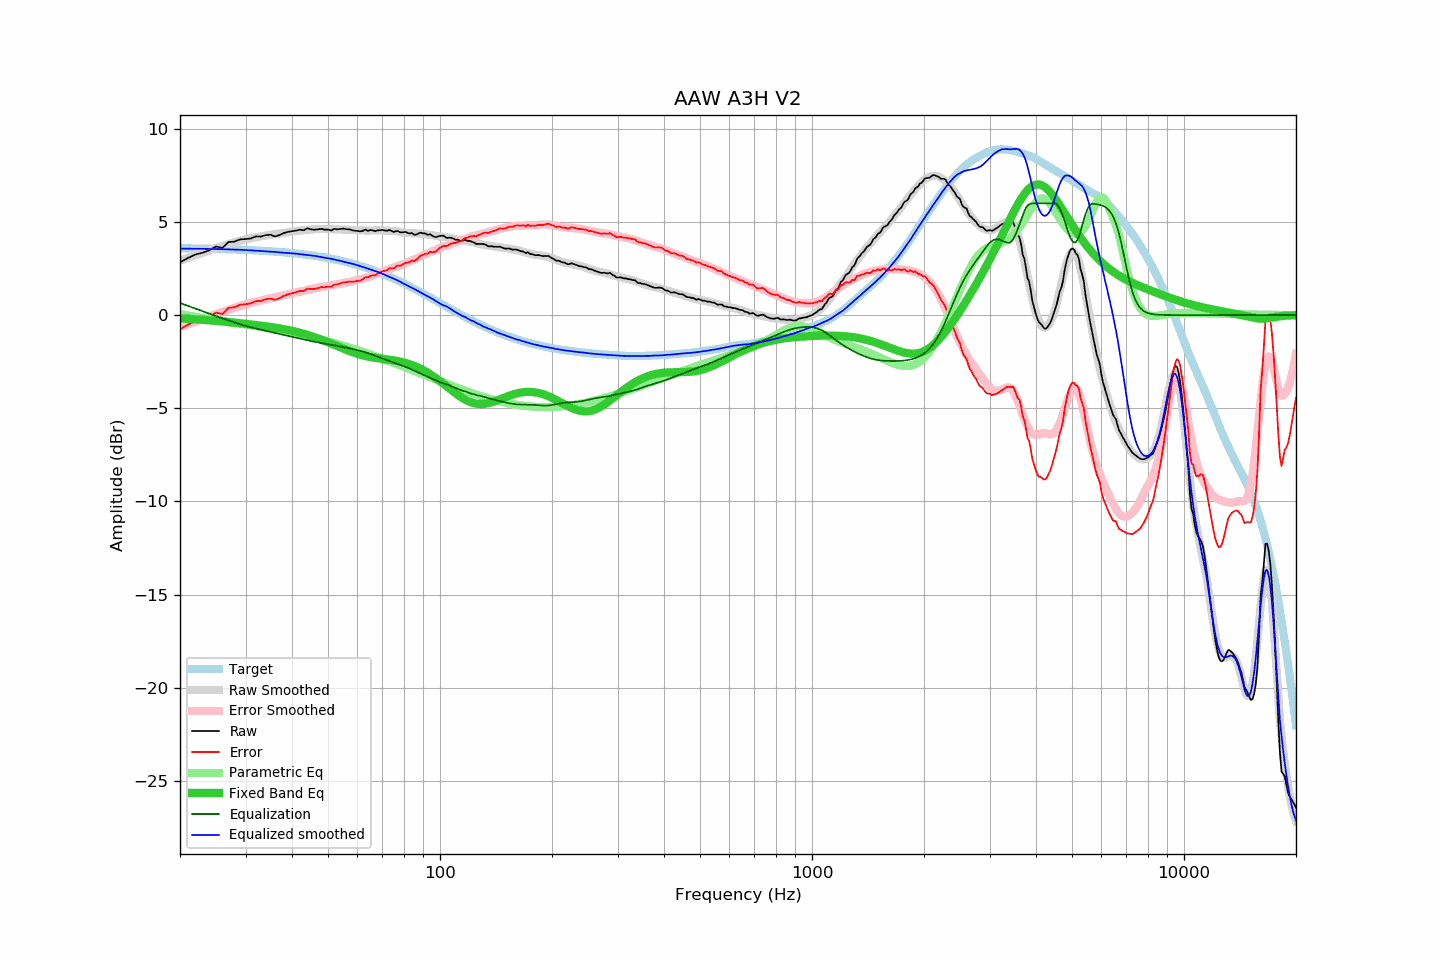 AAW A3H V2
10
5
0
−5
−10
−15
−20
−25
Amplitude (dBr)
Target
Raw Smoothed
Error Smoothed
Raw
Error
Parametric Eq
Fixed Band Eq
Equalization
Equalized smoothed
100
1000
10000
Frequency (Hz)